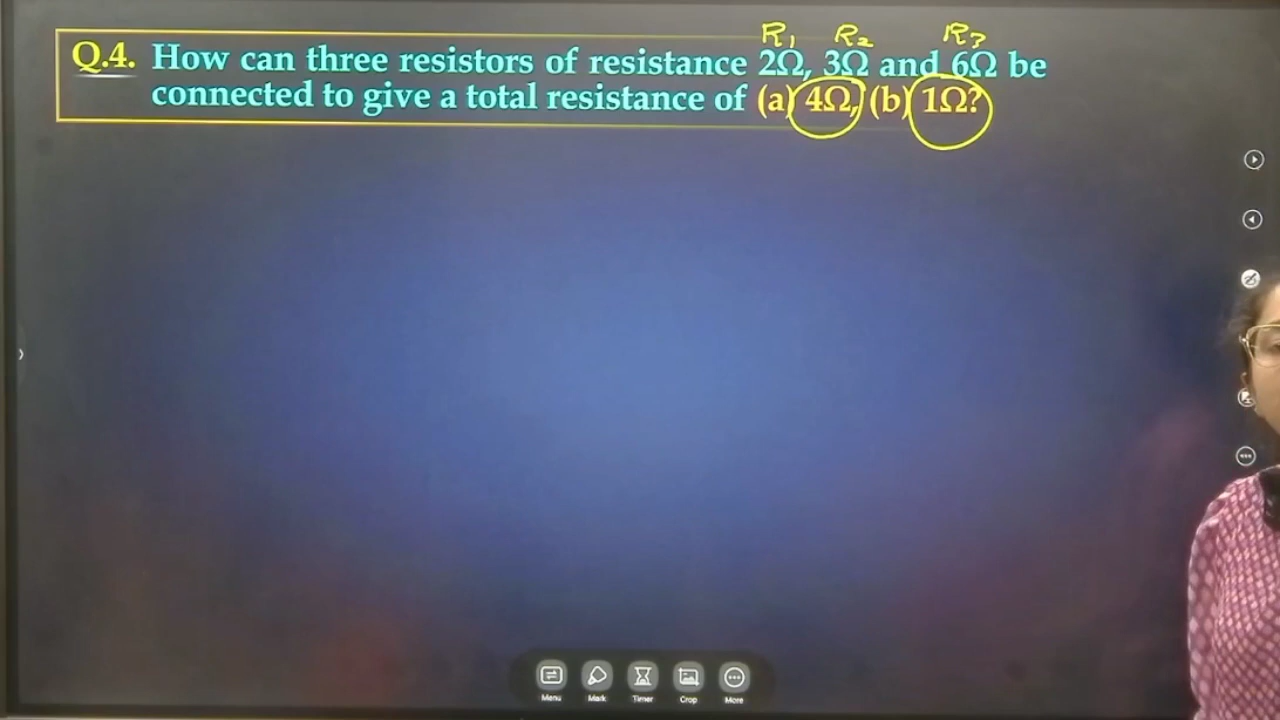 R₁ R₂ R₃
Q.4. How can three resistors of resistance 2Ω, 3Ω and 6Ω be
connected to give a total resistance of (a) 4Ω, (b) 1Ω?
Menu Mark Timer Crop More